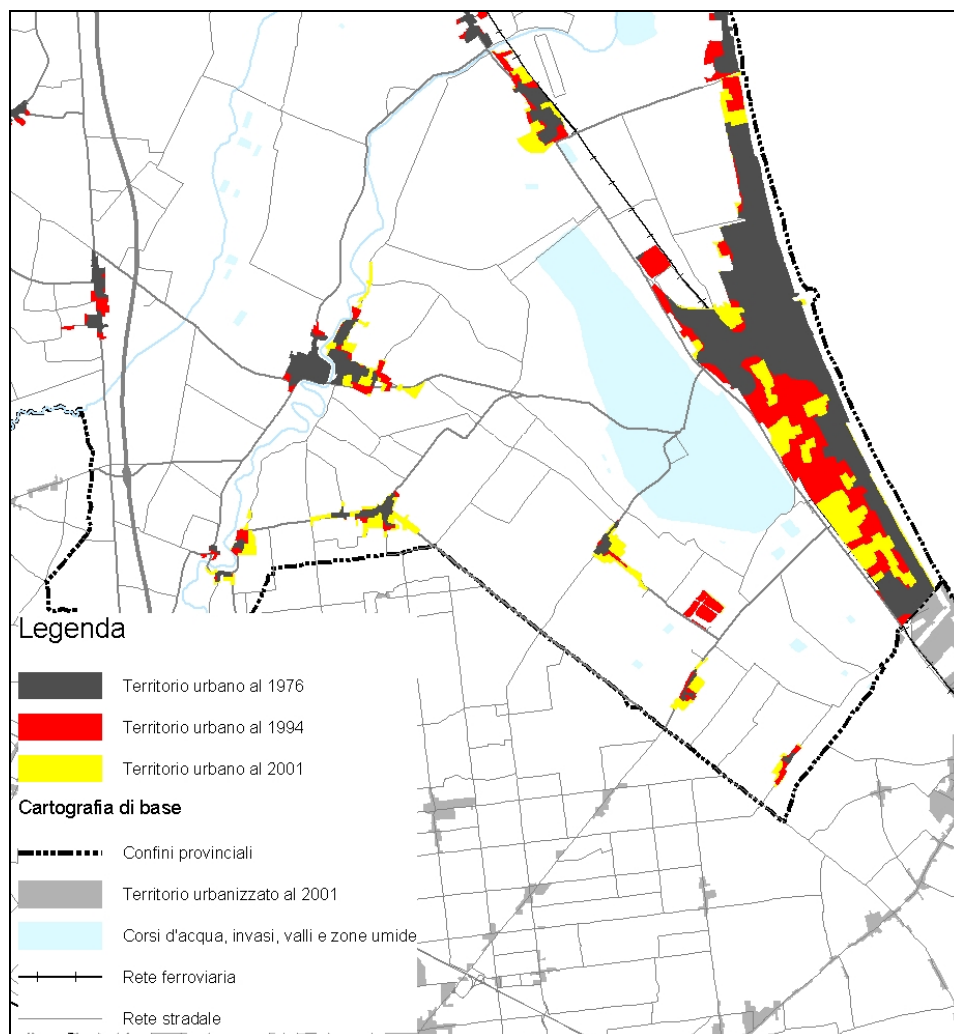 Legenda
Territorio urbano al 1976
Territorio urbano al 1994
Territorio urbano al 2001
Cartografia di base
Confini provinciali
Territorio urbanizzato al 2001
Corsi d'acqua, invasi, valli e zone umide
Rete ferroviaria
Rete stradale